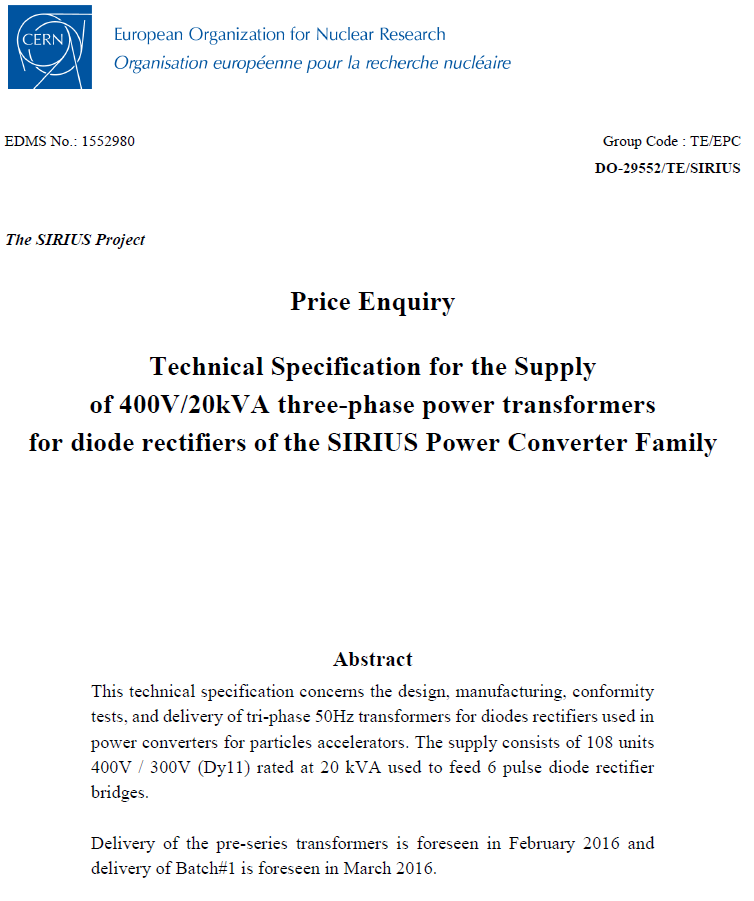 CERN
European Organization for Nuclear Research
Organisation européenne pour la recherche nucléaire
EDMS No.: 1552980
Group Code : TE/EPC
DO-29552/TE/SIRIUS
The SIRIUS Project
Price Enquiry
Technical Specification for the Supply
of 400V/20kVA three-phase power transformers
for diode rectifiers of the SIRIUS Power Converter Family
Abstract
This technical specification concerns the design, manufacturing, conformity
tests, and delivery of tri-phase 50Hz transformers for diodes rectifiers used in
power converters for particles accelerators. The supply consists of 108 units
400V / 300V (Dy11) rated at 20 kVA used to feed 6 pulse diode rectifier
bridges.
Delivery of the pre-series transformers is foreseen in February 2016 and
delivery of Batch#1 is foreseen in March 2016.